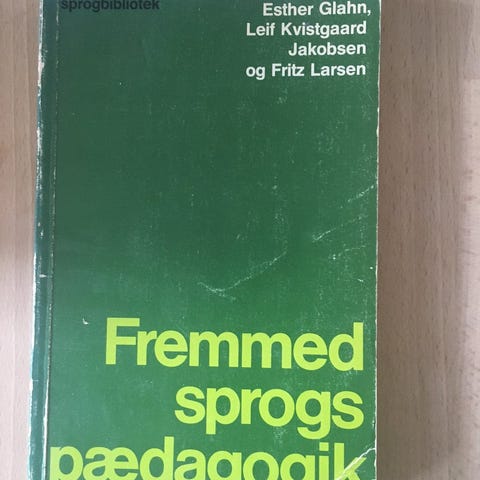 sprogbibliotek
Esther Glahn,
Leif Kvistgaard
Jakobsen
og Fritz Larsen
Fremmed
sprogs
pædagogik